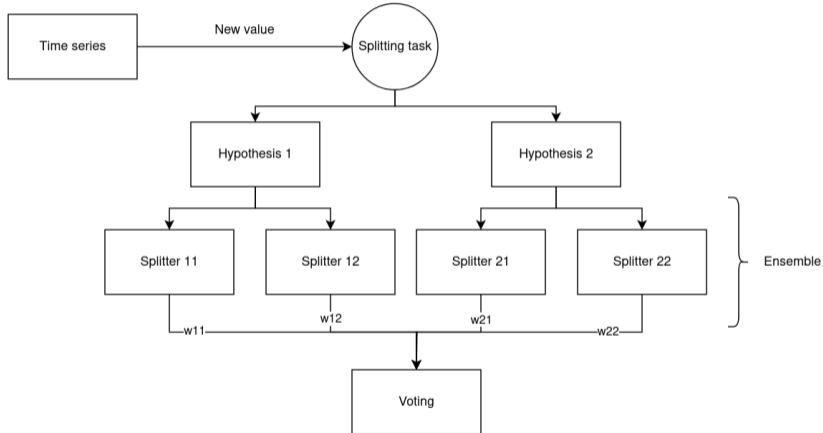 New value
Time series
Splitting task
Hypothesis 1
Hypothesis 2
Splitter 11
Splitter 12
Splitter 21
Splitter 22
Ensemble
w11
w12
w21
w22
Voting